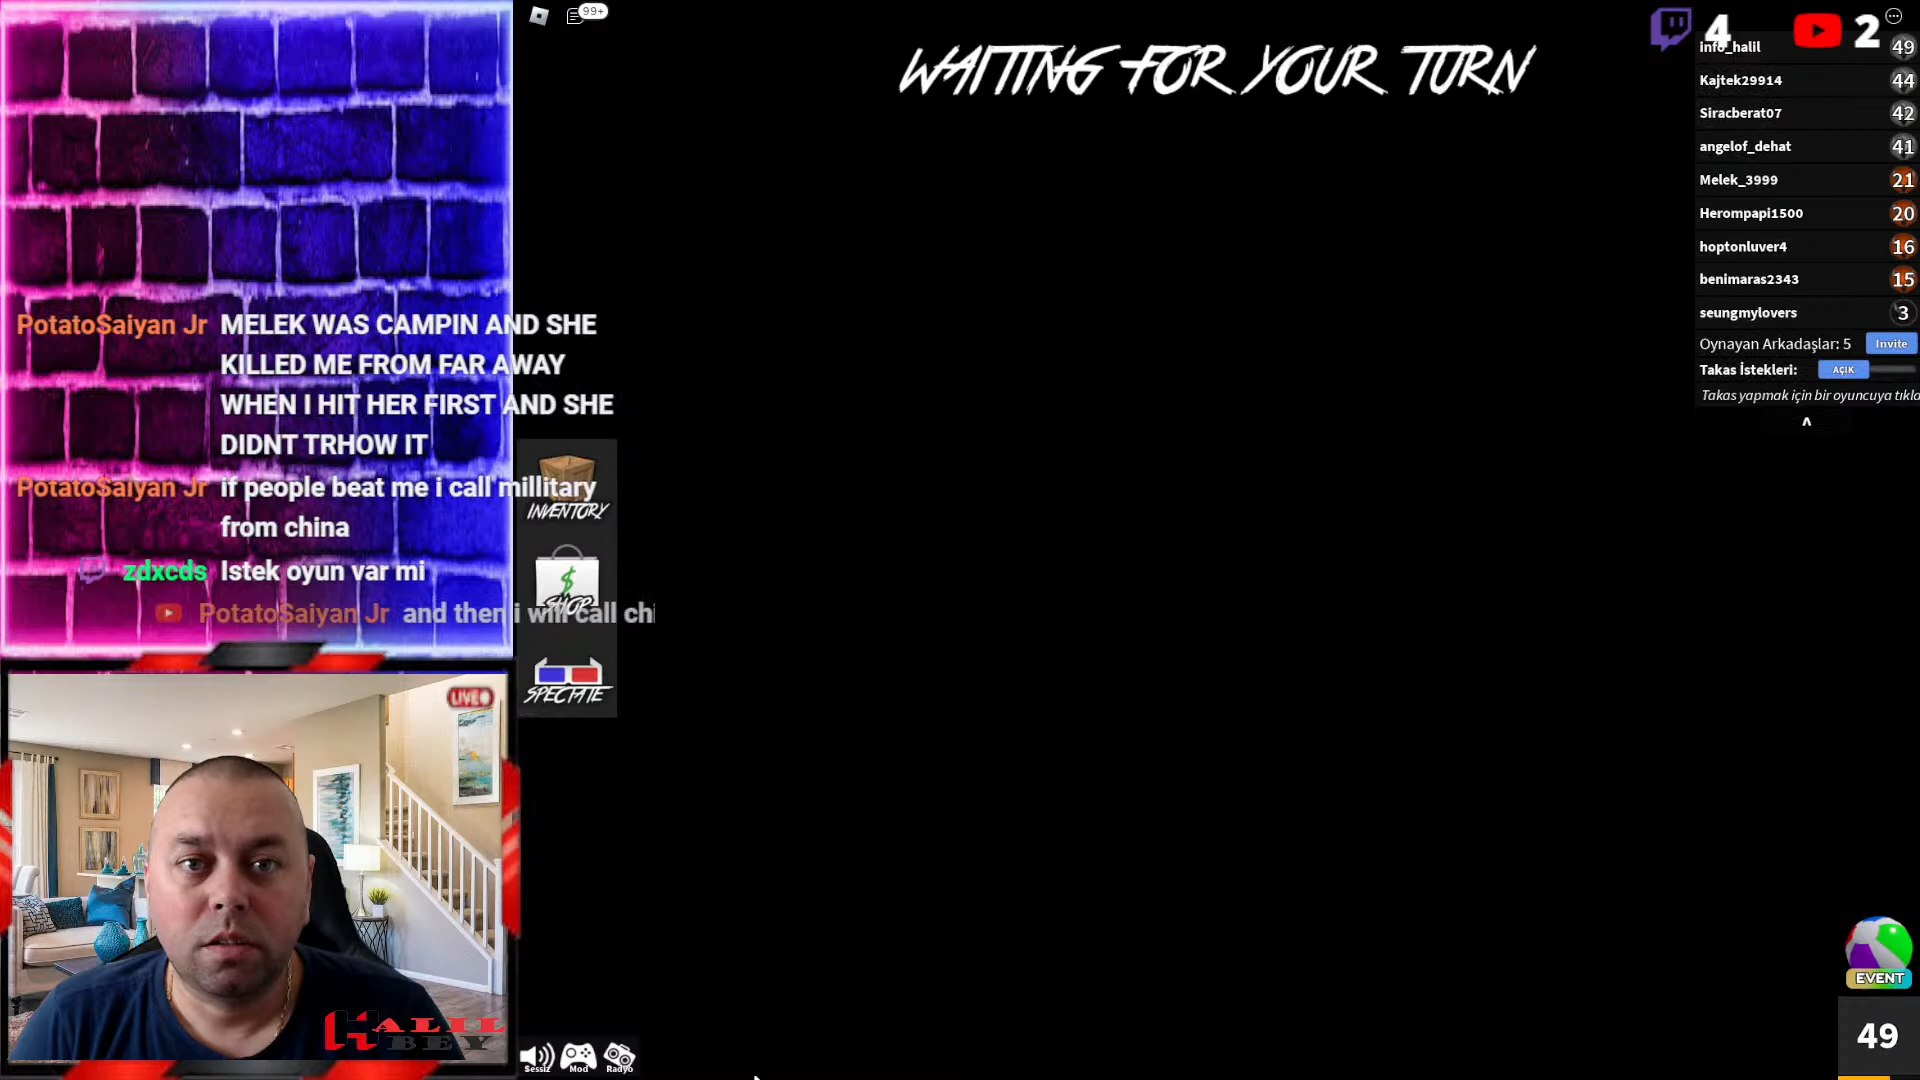 99+
WAITING FOR YOUR TURN
4
2
info_halil 49
Kajtek29914 44
Siracberat07 42
angelof_dehat 41
Melek_3999 21
Herompapi1500 20
hoptonluver4 16
benimaras2343 15
seungmylovers 3
Oynayan Arkadaşlar: 5 Invite
Takas İstekleri: AÇIK
Takas yapmak için bir oyuncuya tıkla
PotatoSaiyan Jr MELEK WAS CAMPIN AND SHE
KILLED ME FROM FAR AWAY
WHEN I HIT HER FIRST AND SHE
DIDNT TRHOW IT
PotatoSaiyan Jr if people beat me i call millitary
from china
zdxcds Istek oyun var mi
PotatoSaiyan Jr and then i will call chi
INVENTORY
SHOP
SPECTATE
LIVE
HALIL
BEY
Sessiz
Mod
Radyo
EVENT
49